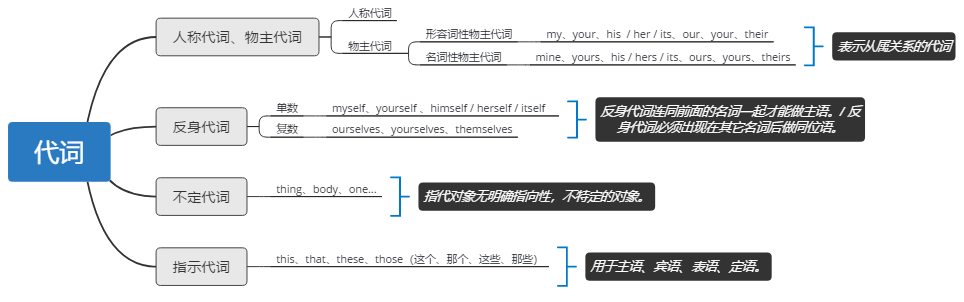 代词
人称代词、物主代词
人称代词
物主代词
形容词性物主代词
my、your、his / her / its、our、your、their
名词性物主代词
mine、yours、his / hers / its、ours、yours、theirs
表示从属关系的代词
反身代词
单数
myself、yourself 、himself / herself / itself
复数
ourselves、yourselves、themselves
反身代词连同前面的名词一起才能做主语。/ 反
身代词必须出现在其它名词后做同位语。
不定代词
thing、body、one...
指代对象无明确指向性，不特定的对象。
指示代词
this、that、these、those（这个、那个、这些、那些）
用于主语、宾语、表语、定语。